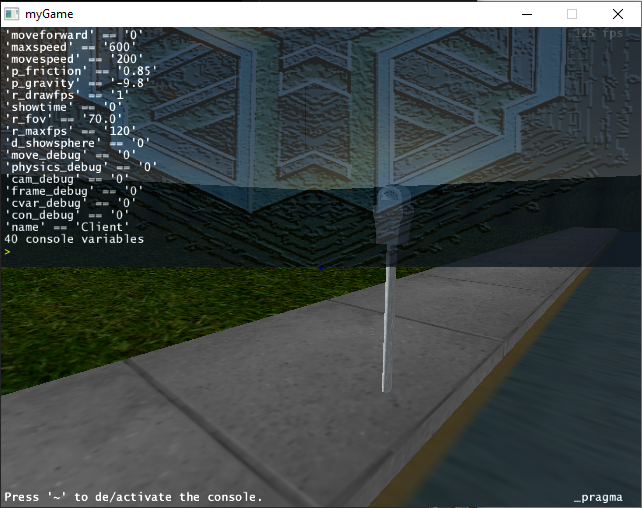 myGame
125 fps
'moveforward' == '0'
'maxspeed' == '600'
'movespeed' == '200'
'p_friction' == '0.85'
'p_gravity' == '-9.8'
'r_drawfps' == '1'
'showtime' == '0'
'r_fov' == '70.0'
'r_maxfps' == '120'
'd_showsphere' == '0'
'move_debug' == '0'
'physics_debug' == '0'
'cam_debug' == '0'
'frame_debug' == '0'
'cvar_debug' == '0'
'con_debug' == '0'
'name' == 'Client'
40 console variables
>
Press '~' to de/activate the console.
_pragma